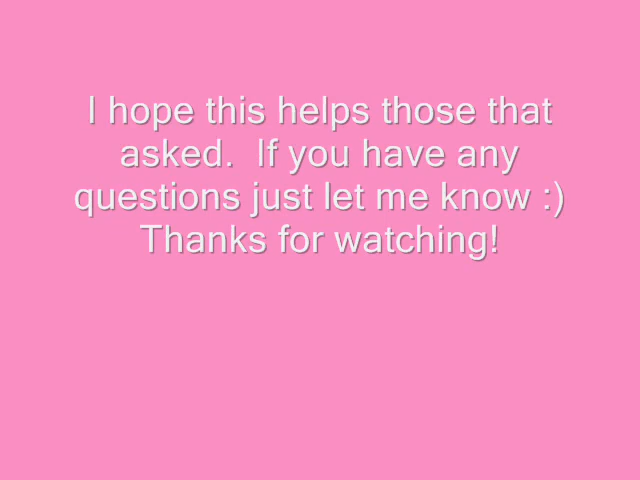 I hope this helps those that
asked.  If you have any
questions just let me know :)
Thanks for watching!